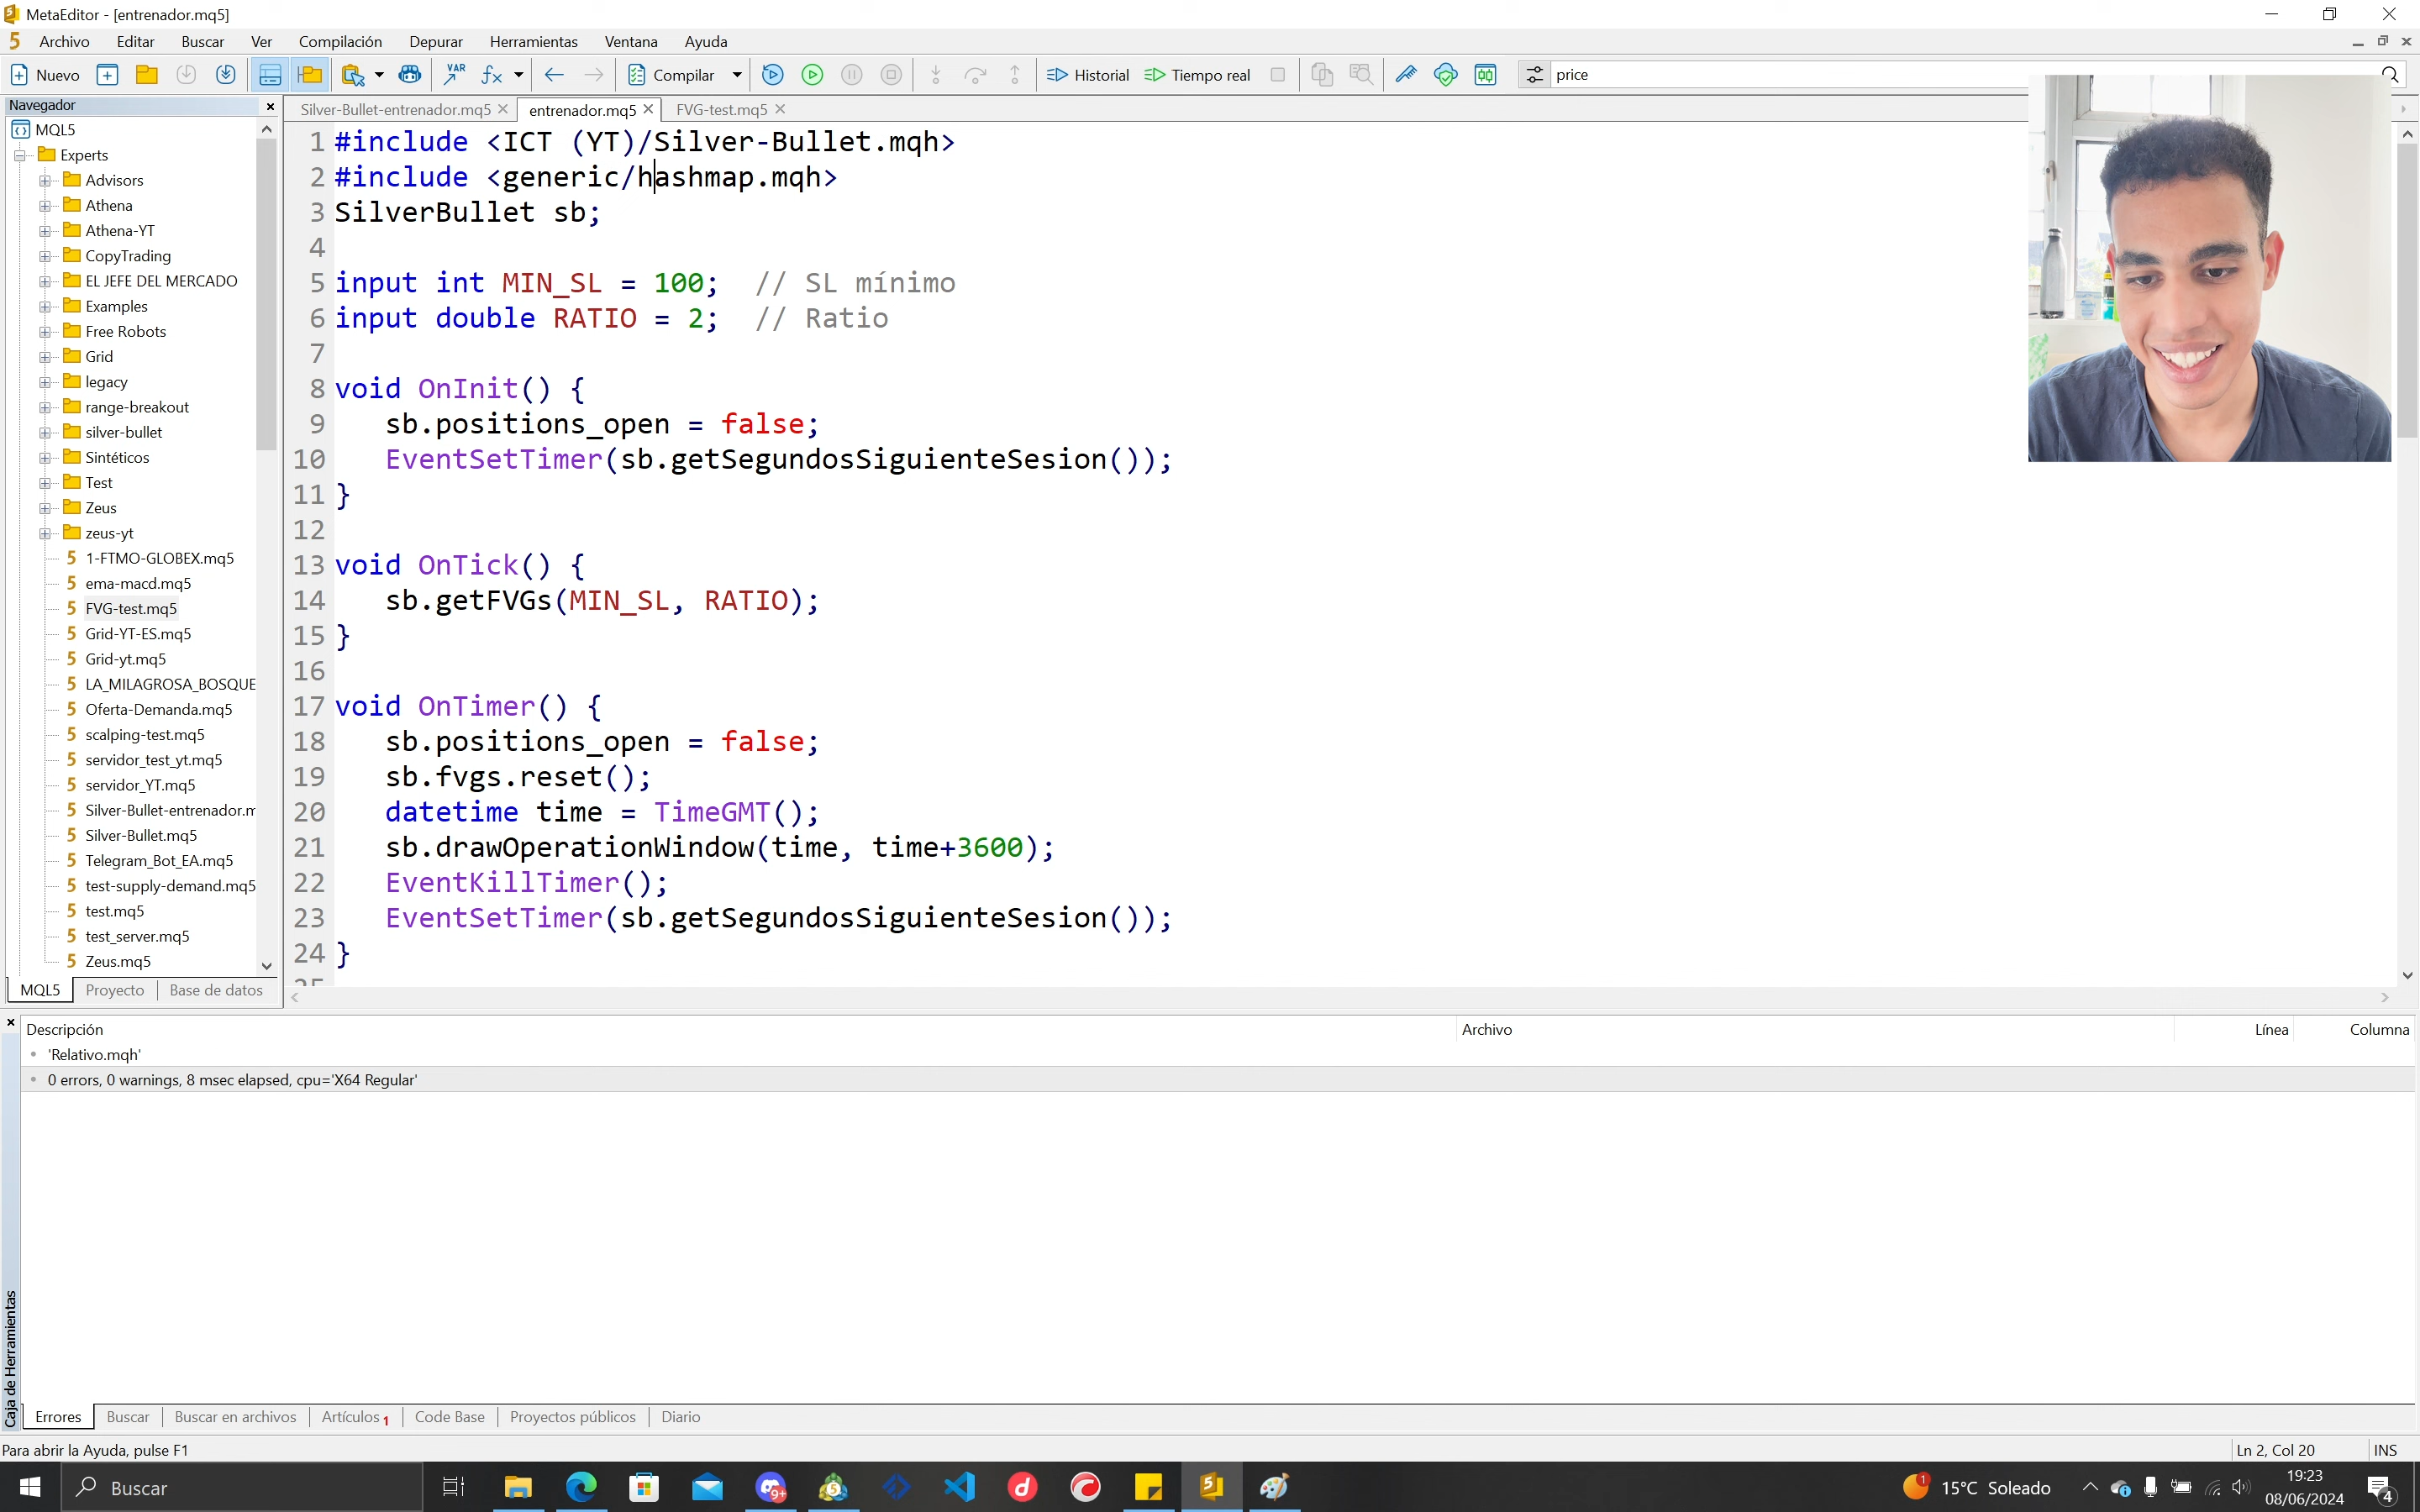 MetaEditor - [entrenador.mq5]
Archivo Editar Buscar Ver Compilación Depurar Herramientas Ventana Ayuda
Nuevo VAR Compilar Historial Tiempo real price
Navegador
Silver-Bullet-entrenador.mq5 entrenador.mq5 FVG-test.mq5
MQL5
Experts
Advisors
Athena
Athena-YT
CopyTrading
EL JEFE DEL MERCADO
Examples
Free Robots
Grid
legacy
range-breakout
silver-bullet
Sintéticos
Test
Zeus
zeus-yt
1-FTMO-GLOBEX.mq5
ema-macd.mq5
FVG-test.mq5
Grid-YT-ES.mq5
Grid-yt.mq5
LA_MILAGROSA_BOSQUE
Oferta-Demanda.mq5
scalping-test.mq5
servidor_test_yt.mq5
servidor_YT.mq5
Silver-Bullet-entrenador.m
Silver-Bullet.mq5
Telegram_Bot_EA.mq5
test-supply-demand.mq5
test.mq5
test_server.mq5
Zeus.mq5
MQL5 Proyecto Base de datos
1 #include <ICT (YT)/Silver-Bullet.mqh>
2 #include <generic/hashmap.mqh>
3 SilverBullet sb;
4
5 input int MIN_SL = 100; // SL mínimo
6 input double RATIO = 2; // Ratio
7
8 void OnInit() {
9 sb.positions_open = false;
10 EventSetTimer(sb.getSegundosSiguienteSesion());
11 }
12
13 void OnTick() {
14 sb.getFVGs(MIN_SL, RATIO);
15 }
16
17 void OnTimer() {
18 sb.positions_open = false;
19 sb.fvgs.reset();
20 datetime time = TimeGMT();
21 sb.drawOperationWindow(time, time+3600);
22 EventKillTimer();
23 EventSetTimer(sb.getSegundosSiguienteSesion());
24 }
Descripción Archivo Línea Columna
'Relativo.mqh'
0 errors, 0 warnings, 8 msec elapsed, cpu='X64 Regular'
Caja de Herramientas
Errores Buscar Buscar en archivos Artículos 1 Code Base Proyectos públicos Diario
Para abrir la Ayuda, pulse F1 Ln 2, Col 20 INS
Buscar 9+ 1 15°C Soleado 19:23 4
08/06/2024